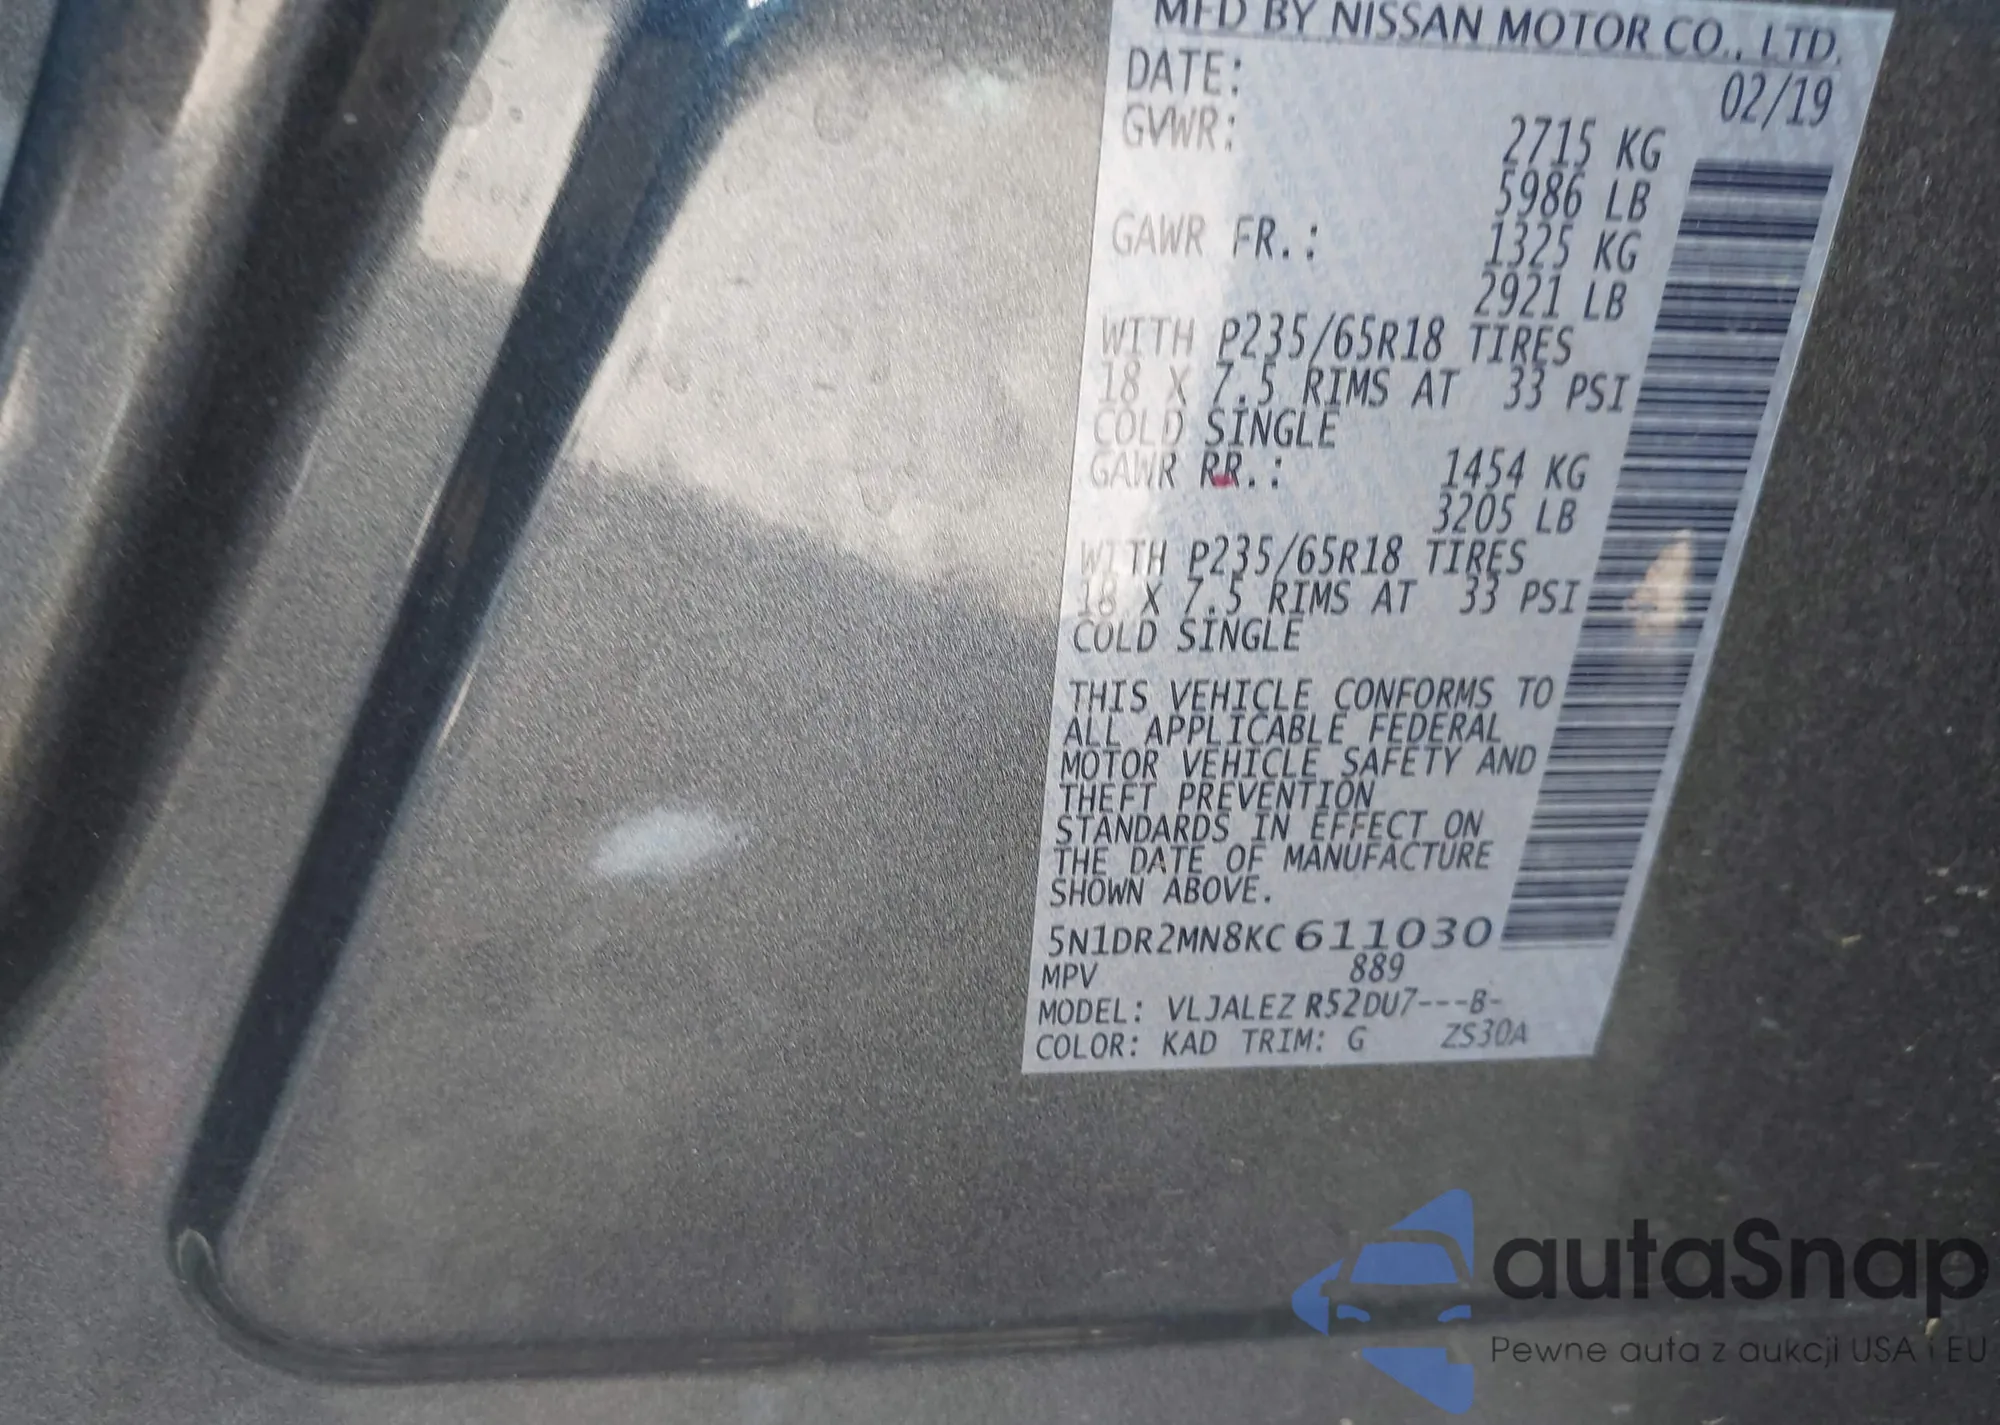 MFD BY NISSAN MOTOR CO., LTD.
DATE: 02/19
GVWR: 2715 KG
5986 LB
GAWR FR.: 1325 KG
2921 LB
WITH P235/65R18 TIRES
18 X 7.5 RIMS AT 33 PSI
COLD SINGLE
GAWR RR.: 1454 KG
3205 LB
WITH P235/65R18 TIRES
18 X 7.5 RIMS AT 33 PSI
COLD SINGLE
THIS VEHICLE CONFORMS TO
ALL APPLICABLE FEDERAL
MOTOR VEHICLE SAFETY AND
THEFT PREVENTION
STANDARDS IN EFFECT ON
THE DATE OF MANUFACTURE
SHOWN ABOVE.
5N1DR2MN8KC611030
MPV 889
MODEL: VLJALEZ R52DU7---B-
COLOR: KAD TRIM: G ZS30A
autaSnap
Pewne auta z aukcji USA i EU